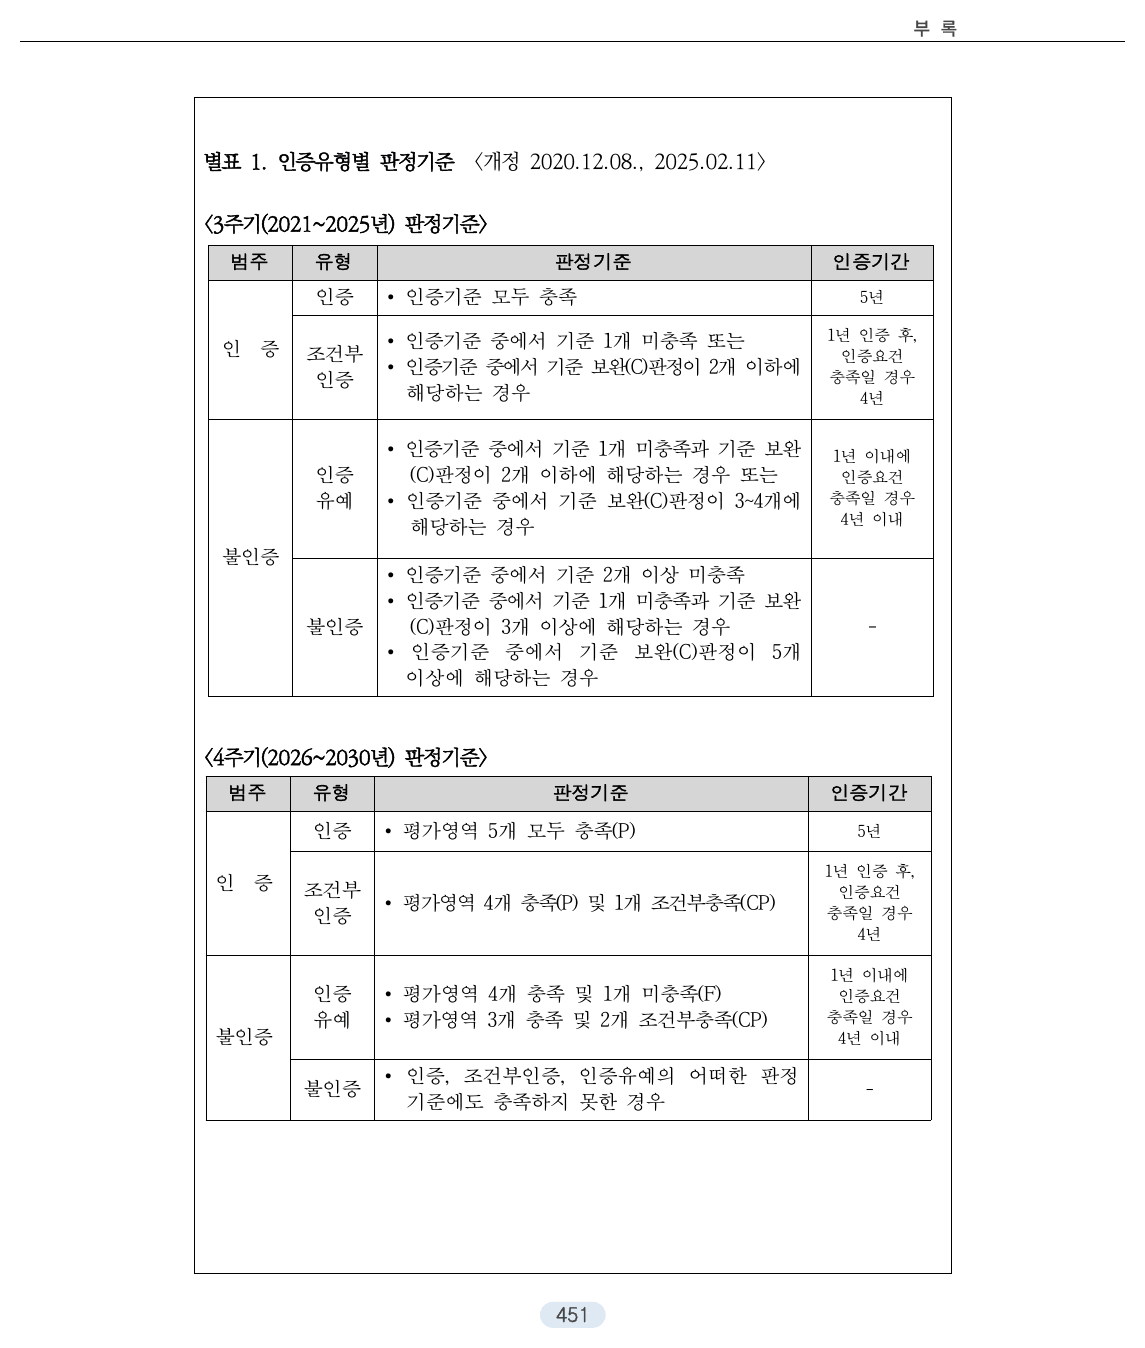 부 록
별표 1. 인증유형별 판정기준 〈개정 2020.12.08., 2025.02.11〉
〈3주기(2021~2025년) 판정기준〉
범주 유형 판정기준 인증기간
인 증
인증
• 인증기준 모두 충족
5년
조건부
인증
• 인증기준 중에서 기준 1개 미충족 또는
• 인증기준 중에서 기준 보완(C)판정이 2개 이하에
해당하는 경우
1년 인증 후,
인증요건
충족일 경우
4년
불인증
인증
유예
• 인증기준 중에서 기준 1개 미충족과 기준 보완
(C)판정이 2개 이하에 해당하는 경우 또는
• 인증기준 중에서 기준 보완(C)판정이 3~4개에
해당하는 경우
1년 이내에
인증요건
충족일 경우
4년 이내
불인증
• 인증기준 중에서 기준 2개 이상 미충족
• 인증기준 중에서 기준 1개 미충족과 기준 보완
(C)판정이 3개 이상에 해당하는 경우
• 인증기준 중에서 기준 보완(C)판정이 5개
이상에 해당하는 경우
-
〈4주기(2026~2030년) 판정기준〉
범주 유형 판정기준 인증기간
인 증
인증
• 평가영역 5개 모두 충족(P)
5년
조건부
인증
• 평가영역 4개 충족(P) 및 1개 조건부충족(CP)
1년 인증 후,
인증요건
충족일 경우
4년
불인증
인증
유예
• 평가영역 4개 충족 및 1개 미충족(F)
• 평가영역 3개 충족 및 2개 조건부충족(CP)
1년 이내에
인증요건
충족일 경우
4년 이내
불인증
• 인증, 조건부인증, 인증유예의 어떠한 판정
기준에도 충족하지 못한 경우
-
451